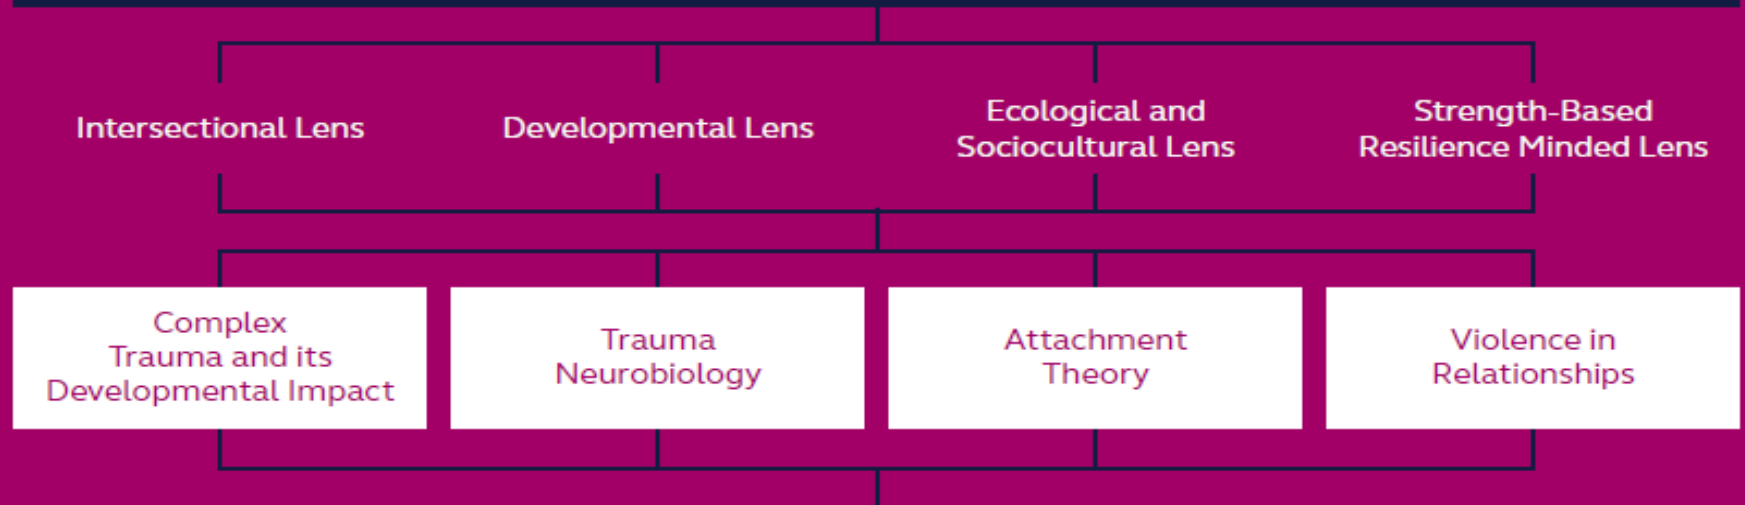 Intersectional Lens
Developmental Lens
Ecological and
Sociocultural Lens
Strength-Based
Resilience Minded Lens
Complex
Trauma and its
Developmental Impact
Trauma
Neurobiology
Attachment
Theory
Violence in
Relationships